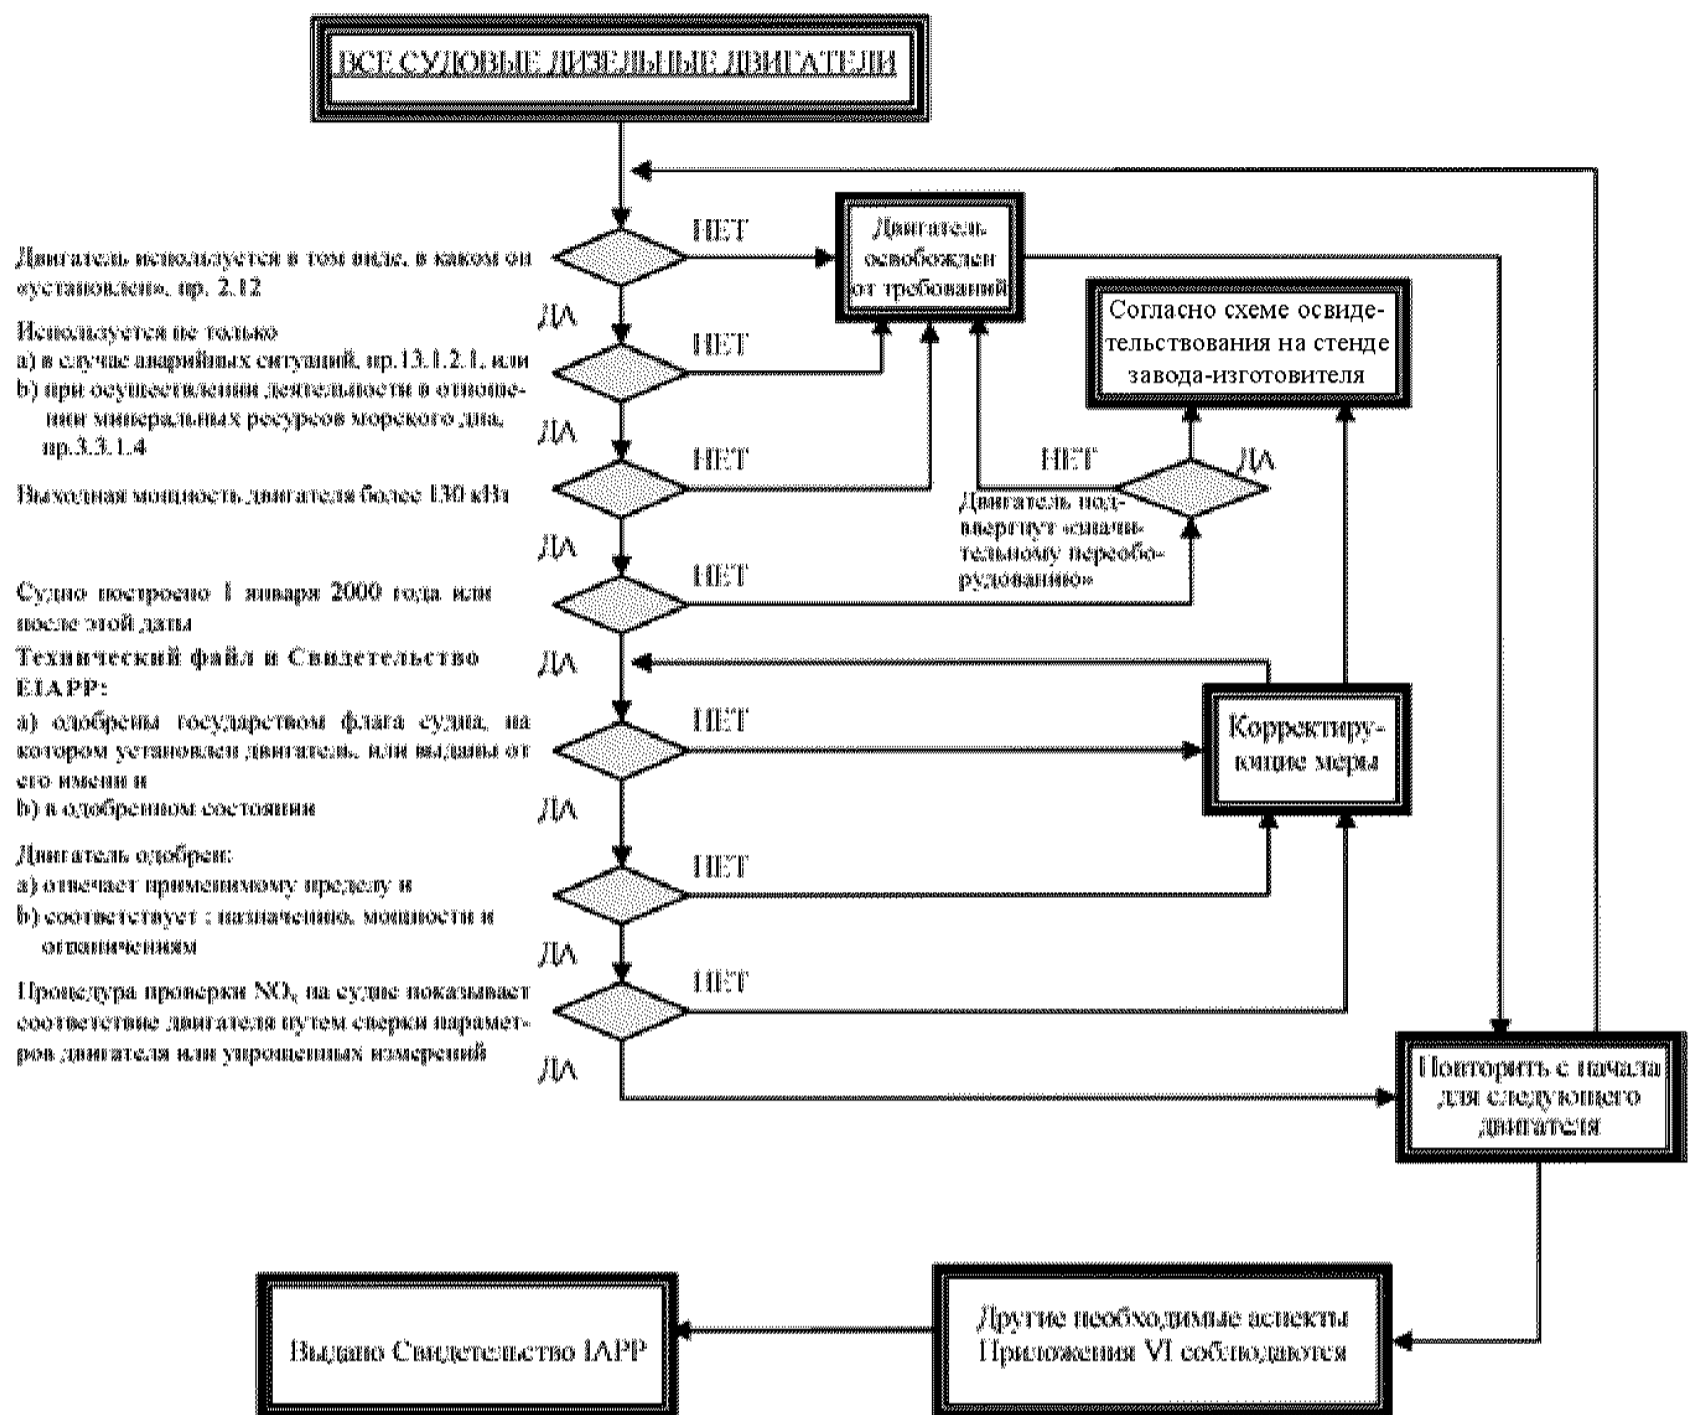 ВСЕ СУДОВЫЕ ДИЗЕЛЬНЫЕ ДВИГАТЕЛИ
НЕТ
Двигатель
освобожден
от требований
Двигатель используется в том виде, в каком он
«установлен», пр. 2.12
ДА
Согласно схеме освиде-
тельствования на стенде
завода-изготовителя
Используется не только
a) в случае аварийных ситуаций, пр.13.1.2.1, или
b) при осуществлении деятельности в отноше-
нии минеральных ресурсов морского дна,
пр.3.3.1.4
НЕТ
ДА
Выходная мощность двигателя более 130 кВт
НЕТ
НЕТ
ДА
Двигатель под-
ввергнут «значи-
тельному переобо-
рудованию»
ДА
Судно построено 1 января 2000 года или
после этой даты
НЕТ
ДА
Технический файл и Свидетельство
EIAPP:
a) одобрены государством флага судна, на
котором установлен двигатель, или выданы от
его имени и
b) в одобренном состоянии
НЕТ
Корректиру-
ющие меры
ДА
Двигатель одобрен:
a) отвечает применимому пределу и
b) соответствует : назначению, мощности и
ограничениям
НЕТ
ДА
Процедура проверки NOx на судне показывает
соответствие двигателя путем сверки парамет-
ров двигателя или упрощенных измерений
НЕТ
ДА
Повторить с начала
для следующего
двигателя
Другие необходимые аспекты
Приложения VI соблюдаются
Выдано Свидетельство IAPP